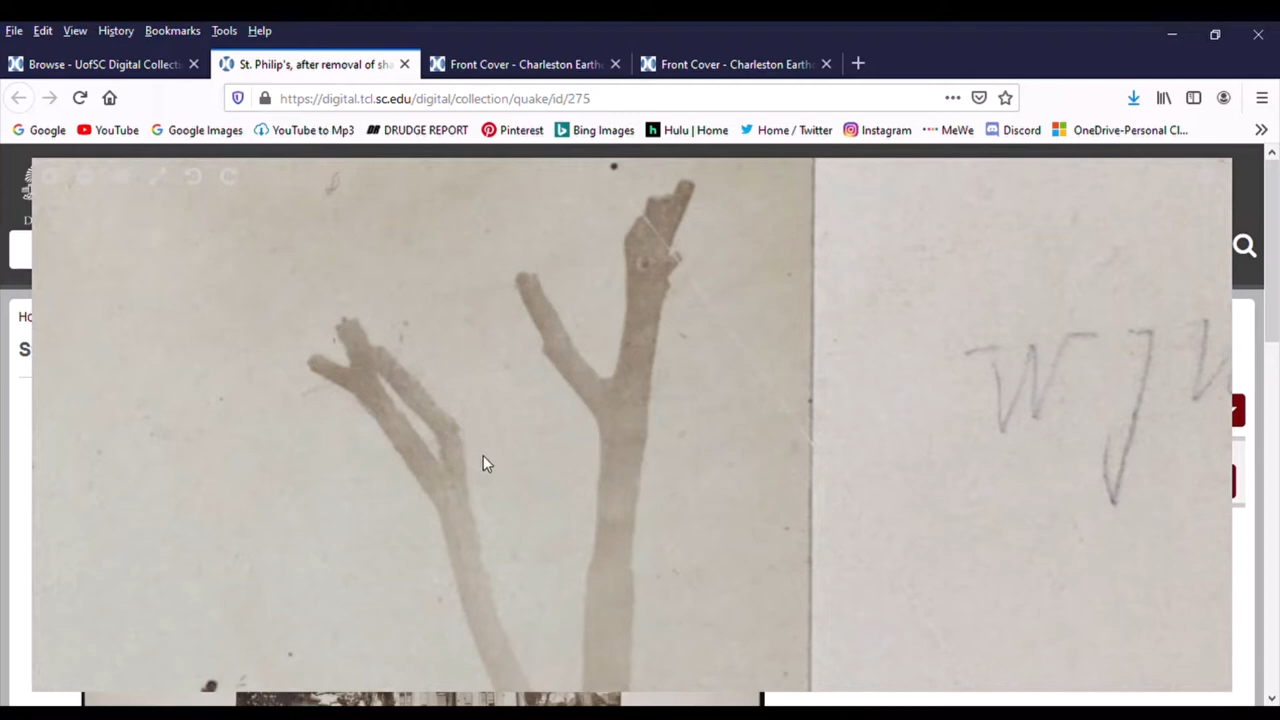 File Edit View History Bookmarks Tools Help
Browse - UofSC Digital Collecti
St. Philip's, after removal of sha
Front Cover - Charleston Earth
Front Cover - Charleston Earth
https://digital.tcl.sc.edu/digital/collection/quake/id/275
Google YouTube Google Images YouTube to Mp3 DRUDGE REPORT Pinterest Bing Images Hulu | Home Home / Twitter Instagram MeWe Discord OneDrive-Personal Cl...
D
Ho
S